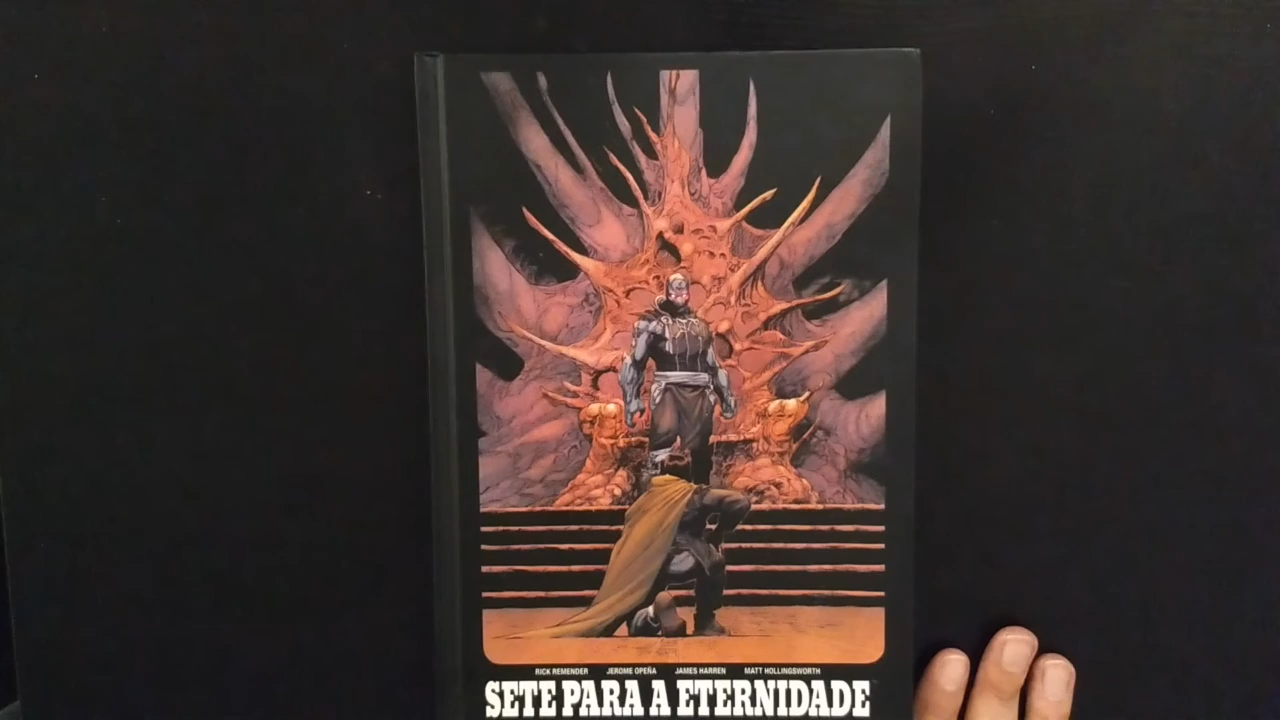 RICK REMENDER JEROME OPEÑA JAMES HARREN MATT HOLLINGSWORTH
SETE PARA A ETERNIDADE